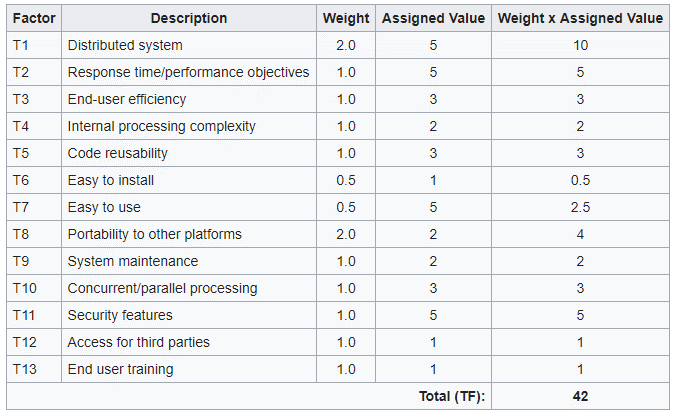 Factor Description Weight Assigned Value Weight x Assigned Value
T1 Distributed system 2.0 5 10
T2 Response time/performance objectives 1.0 5 5
T3 End-user efficiency 1.0 3 3
T4 Internal processing complexity 1.0 2 2
T5 Code reusability 1.0 3 3
T6 Easy to install 0.5 1 0.5
T7 Easy to use 0.5 5 2.5
T8 Portability to other platforms 2.0 2 4
T9 System maintenance 1.0 2 2
T10 Concurrent/parallel processing 1.0 3 3
T11 Security features 1.0 5 5
T12 Access for third parties 1.0 1 1
T13 End user training 1.0 1 1
Total (TF): 42